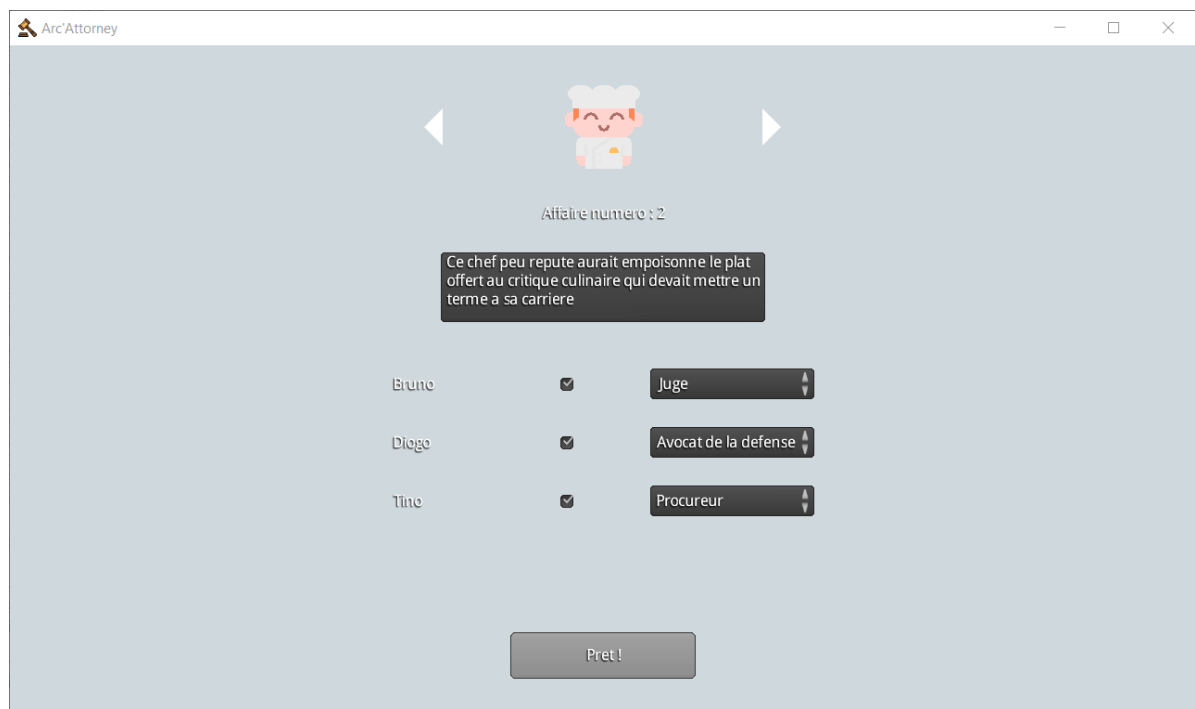 Arc'Attorney
Affaire numero : 2
Ce chef peu repute aurait empoisonne le plat
offert au critique culinaire qui devait mettre un
terme a sa carriere
Bruno
Juge
Diogo
Avocat de la defense
Tino
Procureur
Pret !